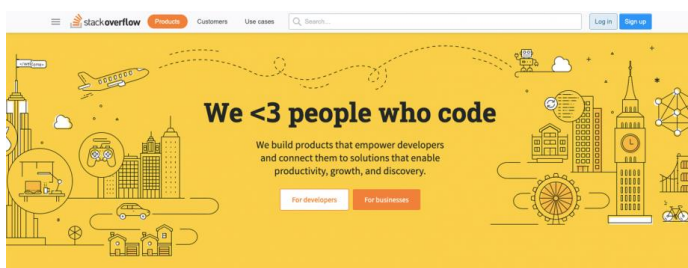 stackoverflow Products Customers Use cases Search... Log in Sign up
We <3 people who code
We build products that empower developers
and connect them to solutions that enable
productivity, growth, and discovery.
For developers For businesses